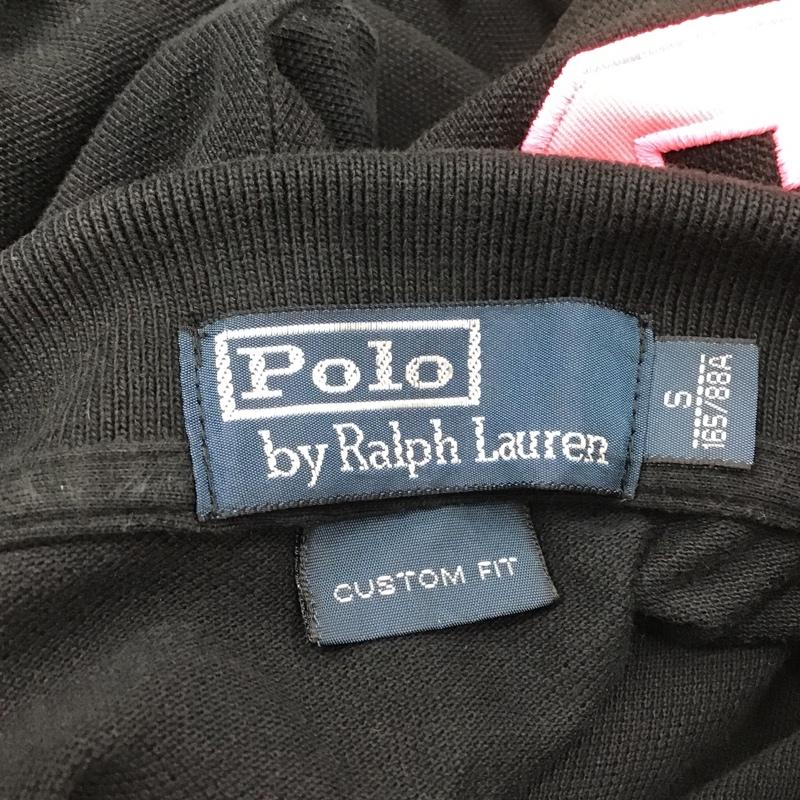 Polo
by Ralph Lauren
S
165/88A
CUSTOM FIT